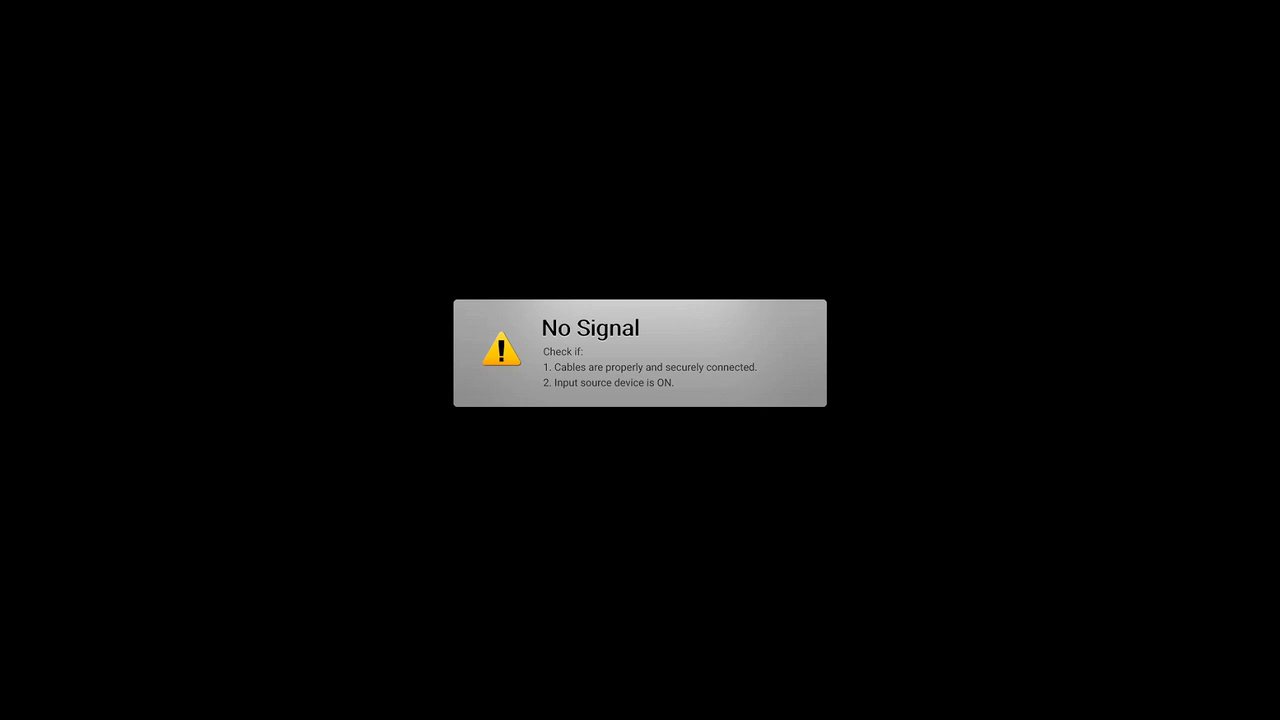 No Signal
Check if:
1. Cables are properly and securely connected.
2. Input source device is ON.